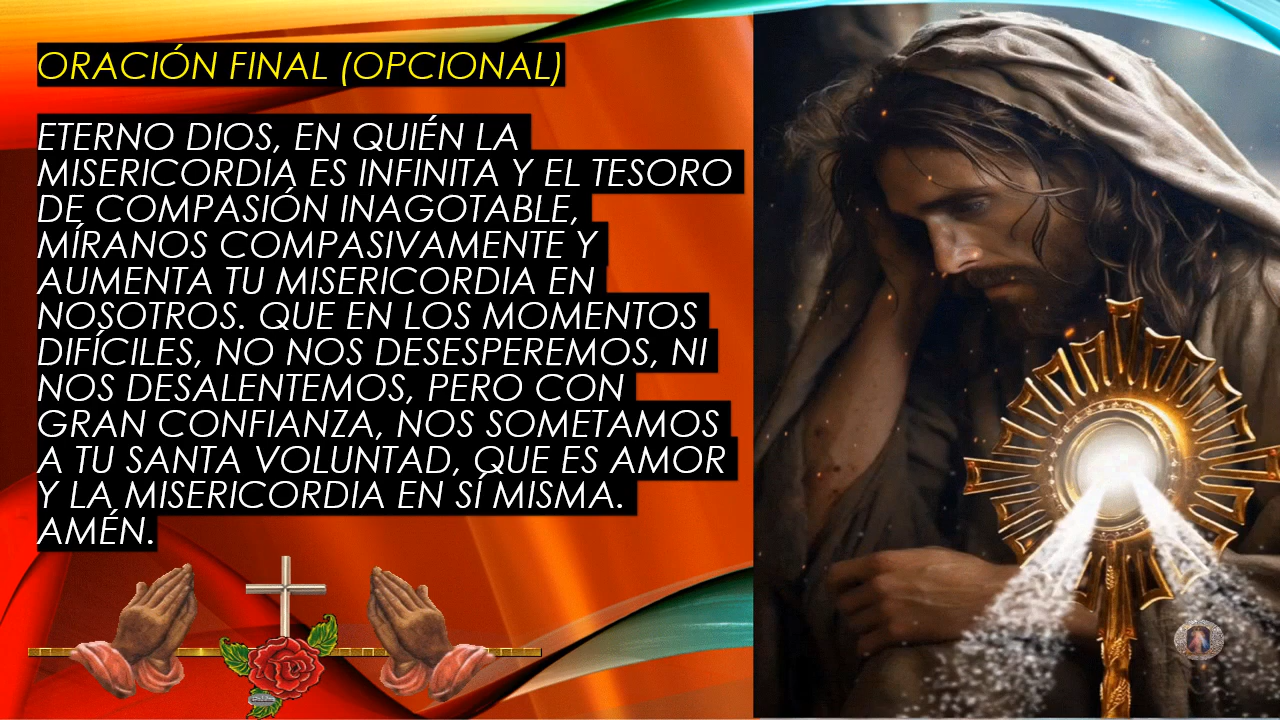 ORACIÓN FINAL (OPCIONAL)
ETERNO DIOS, EN QUIÉN LA
MISERICORDIA ES INFINITA Y EL TESORO
DE COMPASIÓN INAGOTABLE,
MÍRANOS COMPASIVAMENTE Y
AUMENTA TU MISERICORDIA EN
NOSOTROS. QUE EN LOS MOMENTOS
DIFÍCILES, NO NOS DESESPEREMOS, NI
NOS DESALENTEMOS, PERO CON
GRAN CONFIANZA, NOS SOMETAMOS
A TU SANTA VOLUNTAD, QUE ES AMOR
Y LA MISERICORDIA EN SÍ MISMA.
AMÉN.